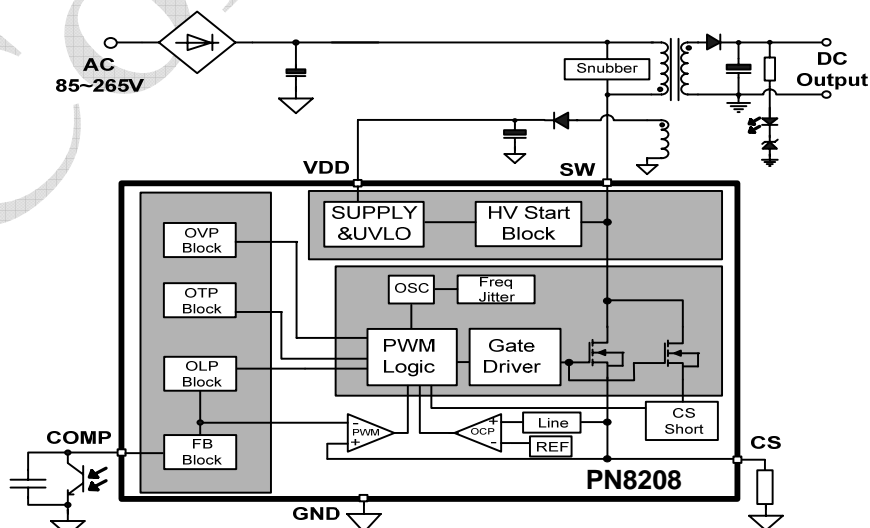 AC
85~265V
Snubber
DC
Output
VDD
SW
OVP
Block
SUPPLY
&UVLO
HV Start
Block
OTP
Block
OSC
Freq
Jitter
OLP
Block
PWM
Logic
Gate
Driver
COMP
FB
Block
-
+
PWM
OCP
+
-
Line
REF
CS
Short
CS
PN8208
GND